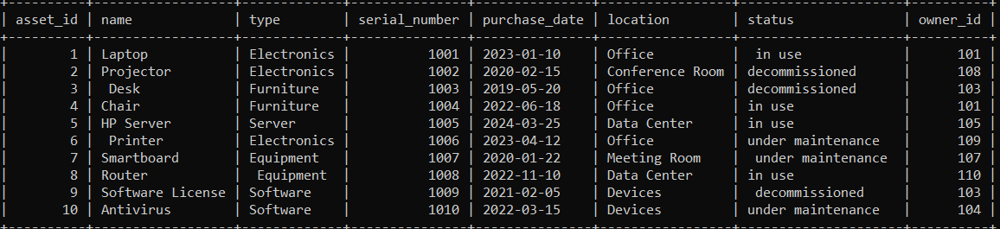 +----------+------------------+-------------+---------------+---------------+-----------------+-------------------+----------+
| asset_id | name             | type        | serial_number | purchase_date | location        | status            | owner_id |
+----------+------------------+-------------+---------------+---------------+-----------------+-------------------+----------+
|        1 | Laptop           | Electronics |          1001 | 2023-01-10    | Office          |  in use           |      101 |
|        2 | Projector        | Electronics |          1002 | 2020-02-15    | Conference Room | decommissioned    |      108 |
|        3 |  Desk            | Furniture   |          1003 | 2019-05-20    | Office          | decommissioned    |      103 |
|        4 | Chair            | Furniture   |          1004 | 2022-06-18    | Office          | in use            |      101 |
|        5 | HP Server        | Server      |          1005 | 2024-03-25    | Data Center     | in use            |      105 |
|        6 |  Printer         | Electronics |          1006 | 2023-04-12    | Office          | under maintenance |      109 |
|        7 | Smartboard       | Equipment   |          1007 | 2020-01-22    | Meeting Room    |  under maintenance |      107 |
|        8 | Router           |  Equipment  |          1008 | 2022-11-10    | Data Center     | in use            |      110 |
|        9 | Software License | Software    |          1009 | 2021-02-05    | Devices         |  decommissioned   |      103 |
|       10 | Antivirus        | Software    |          1010 | 2022-03-15    | Devices         | under maintenance |      104 |
+----------+------------------+-------------+---------------+---------------+-----------------+-------------------+----------+